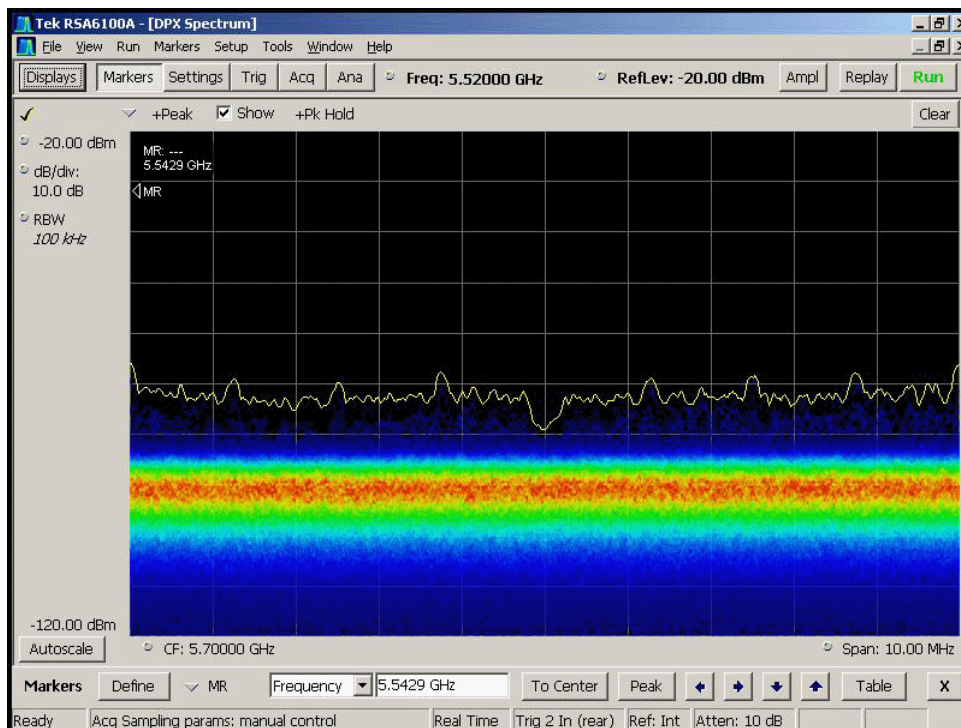 Tek RSA6100A - [DPX Spectrum]
File View Run Markers Setup Tools Window Help
Displays Markers Settings Trig Acq Ana Freq: 5.52000 GHz RefLev: -20.00 dBm Ampl Replay Run
+Peak Show +Pk Hold Clear
-20.00 dBm
dB/div:
10.0 dB
RBW
100 kHz
MR: ---
5.5429 GHz
MR
-120.00 dBm
Autoscale CF: 5.70000 GHz Span: 10.00 MHz
Markers Define MR Frequency 5.5429 GHz To Center Peak Table X
Ready Acq Sampling params: manual control Real Time Trig 2 In (rear) Ref: Int Atten: 10 dB